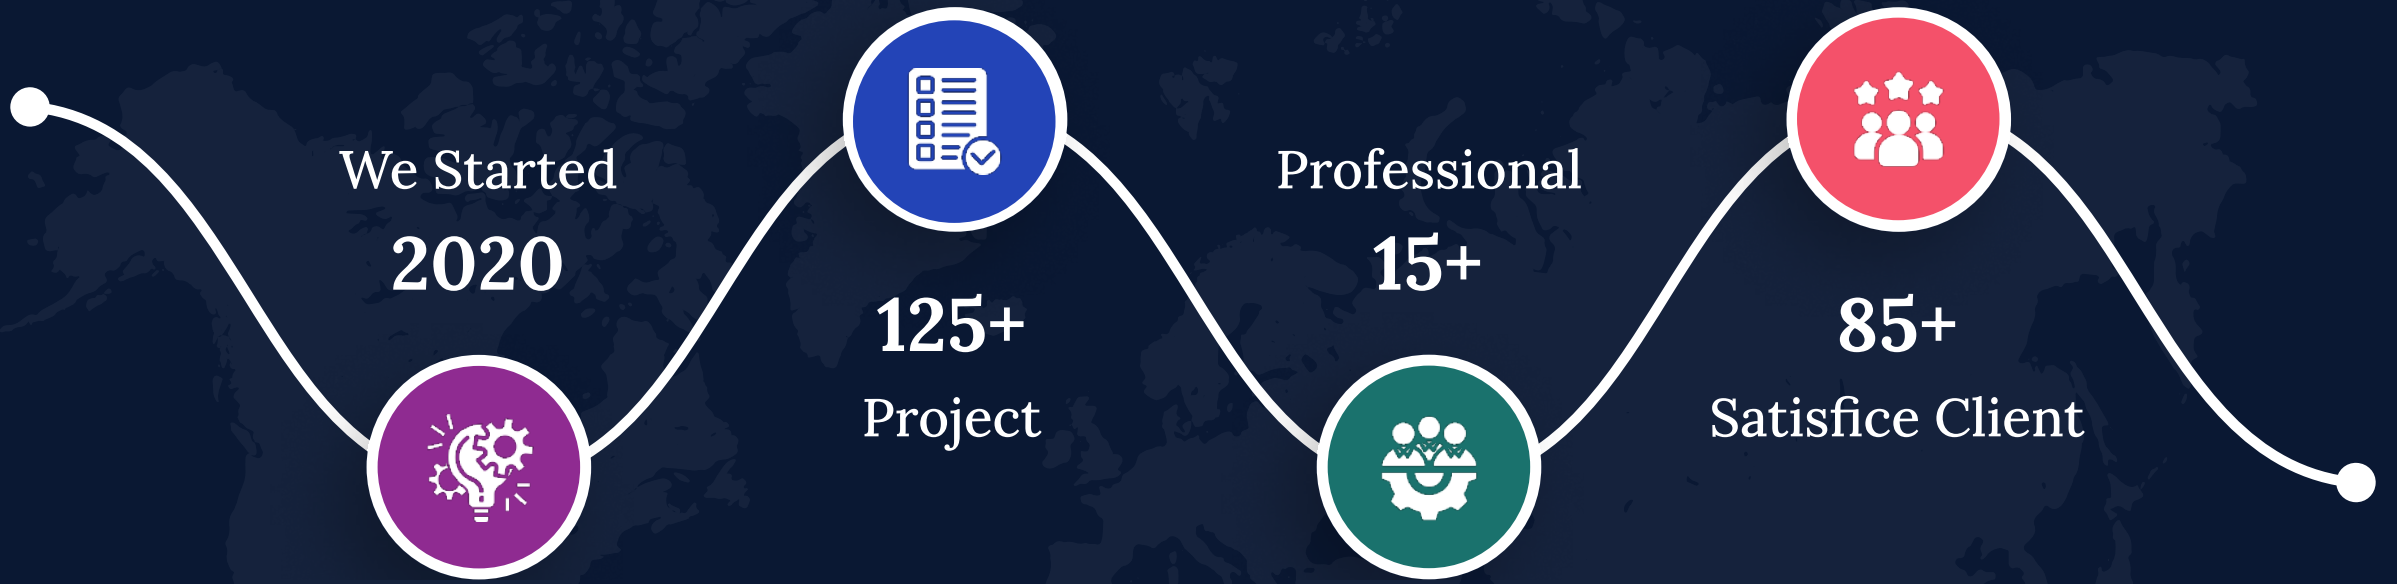 We Started
2020
125+
Project
Professional
15+
85+
Satisfice Client